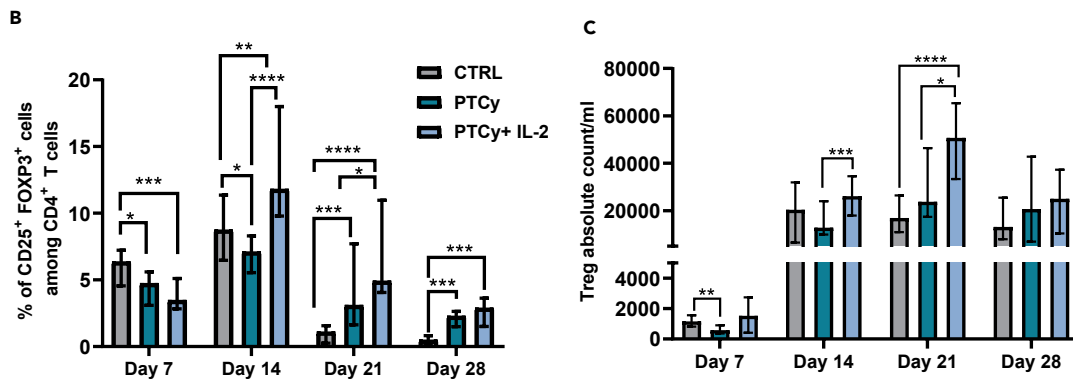 B
% of CD25⁺ FOXP3⁺ cells
among CD4⁺ T cells
20
15
10
5
0
***
*
**
****
*
****
*
***
***
***
CTRL
PTCy
PTCy+ IL-2
Day 7
Day 14
Day 21
Day 28
C
Treg absolute count/ml
80000
60000
40000
20000
4000
2000
0
**
***
****
*
Day 7
Day 14
Day 21
Day 28